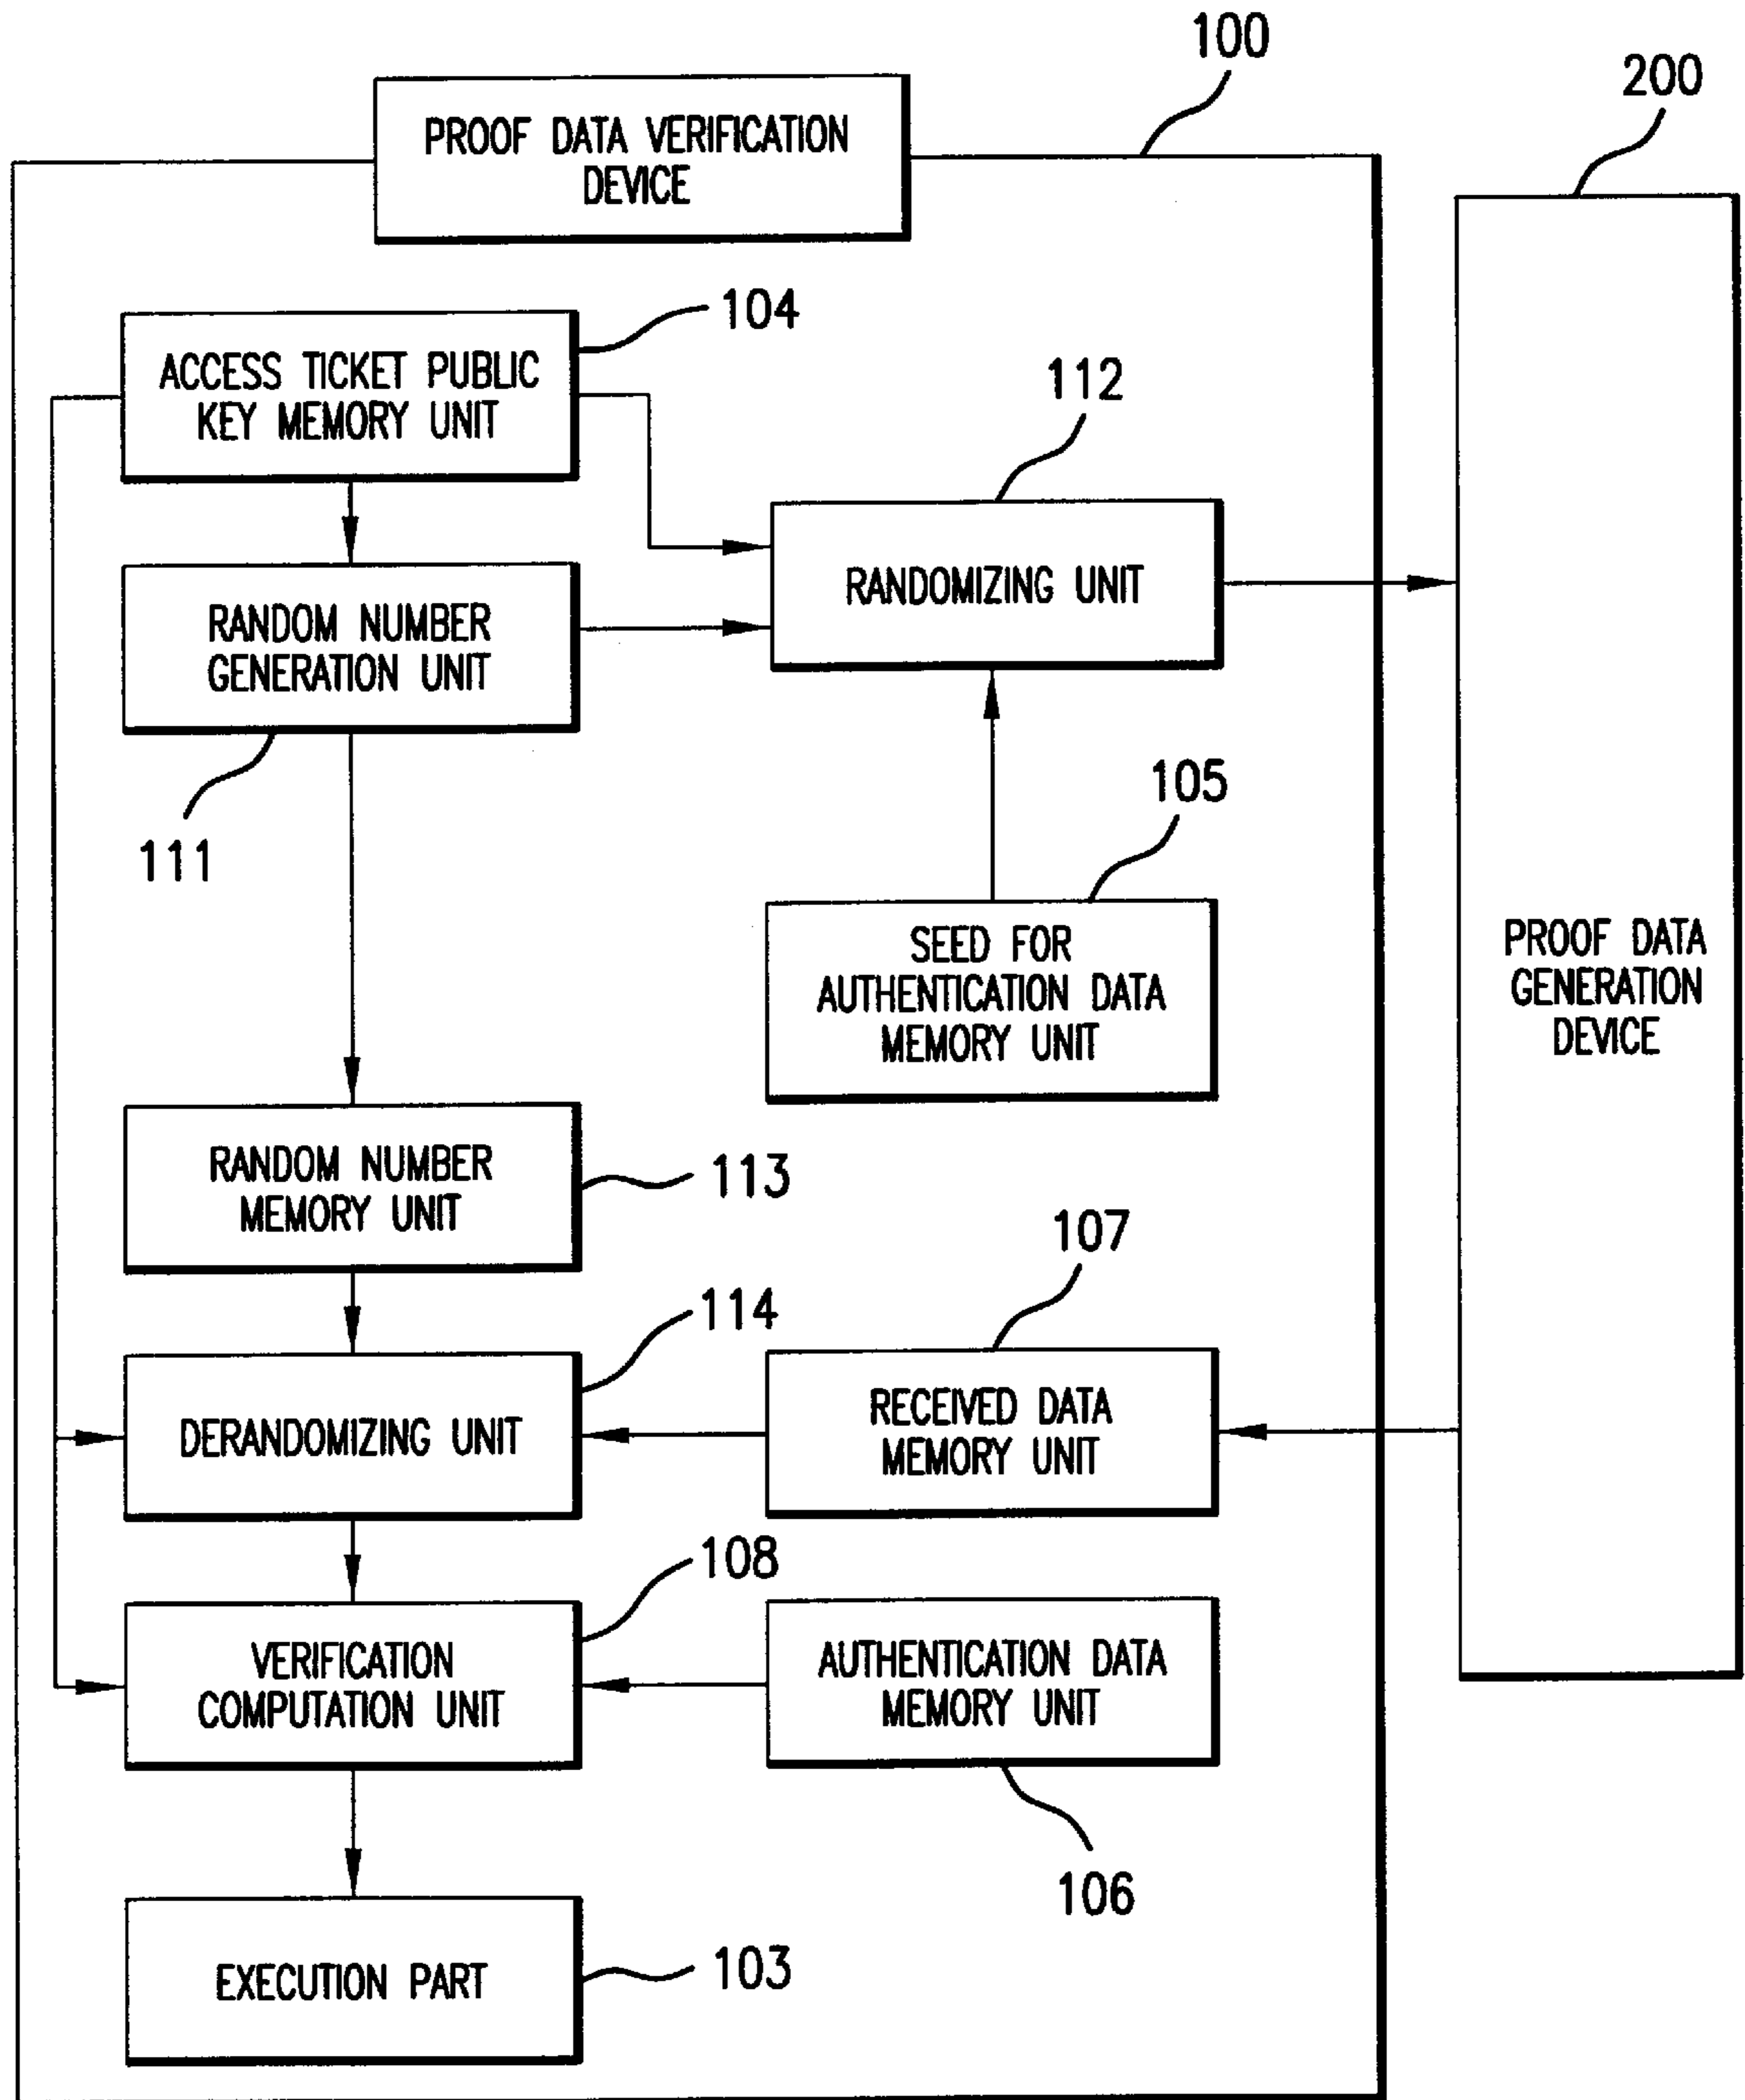 100
200
PROOF DATA VERIFICATION
DEVICE
104
ACCESS TICKET PUBLIC
KEY MEMORY UNIT
112
RANDOMIZING UNIT
RANDOM NUMBER
GENERATION UNIT
111
105
SEED FOR
AUTHENTICATION DATA
MEMORY UNIT
PROOF DATA
GENERATION
DEVICE
RANDOM NUMBER
MEMORY UNIT
113
107
114
DERANDOMIZING UNIT
RECEIVED DATA
MEMORY UNIT
108
VERIFICATION
COMPUTATION UNIT
AUTHENTICATION DATA
MEMORY UNIT
106
EXECUTION PART
103